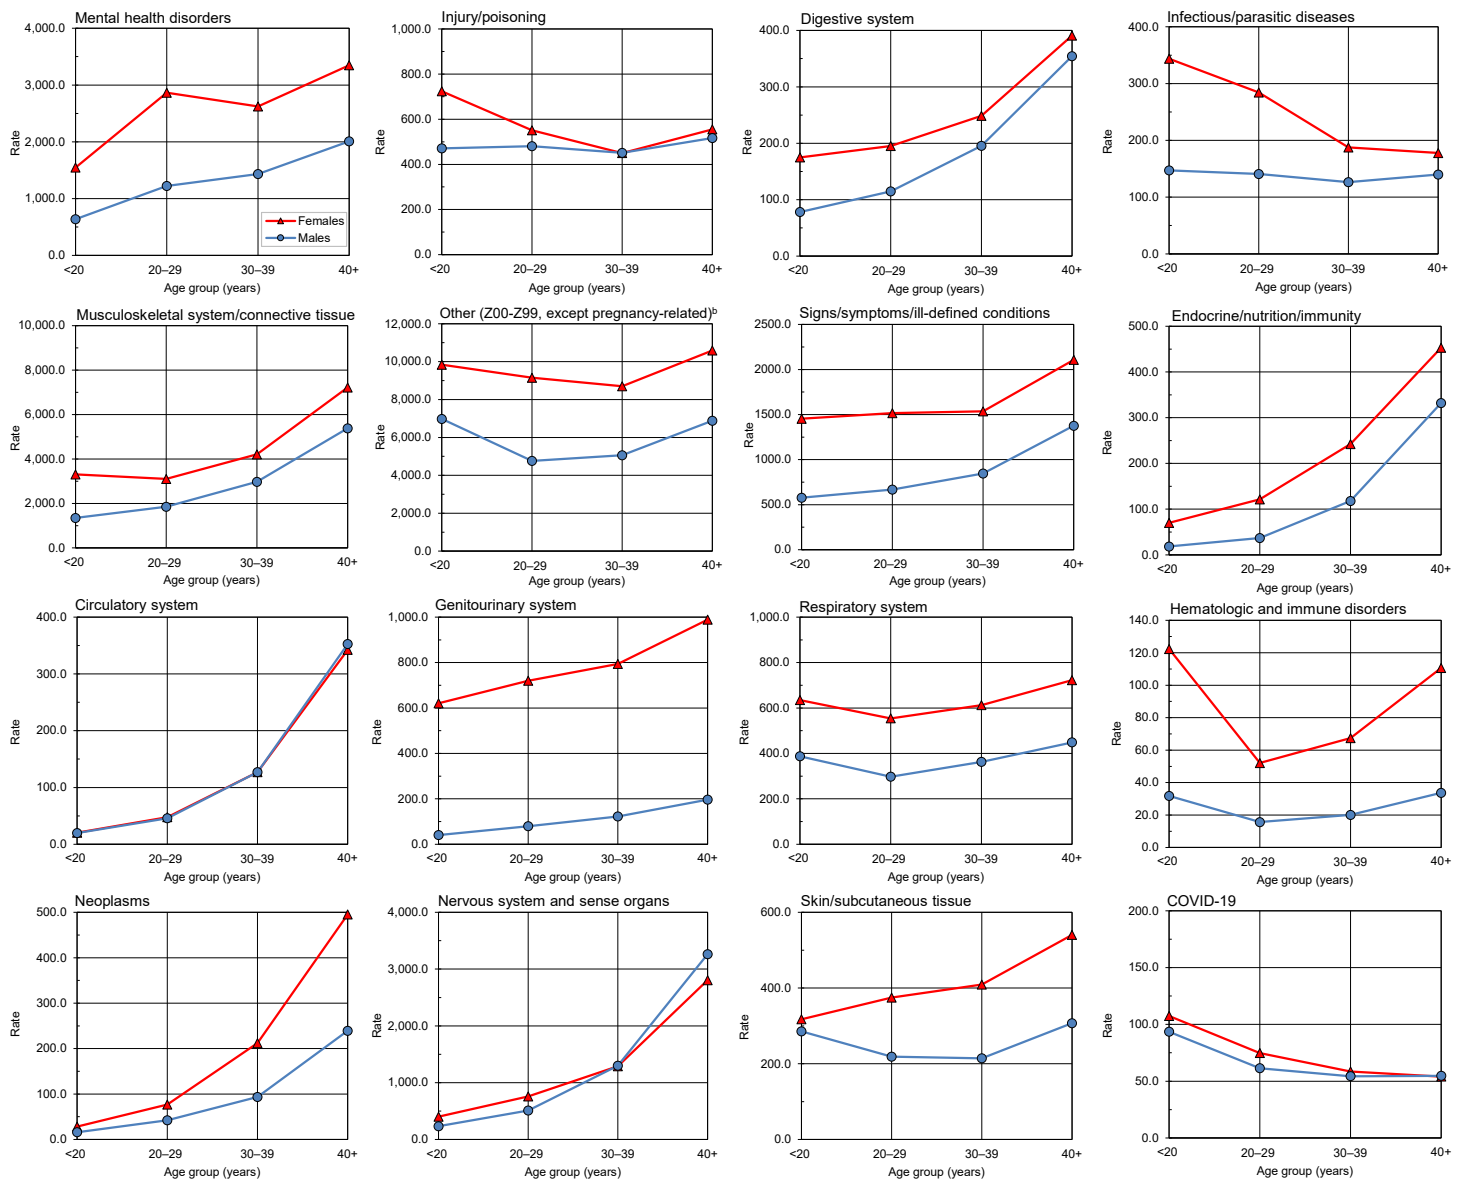 Mental health disorders
4,000.0
3,000.0
2,000.0
1,000.0
0.0
Rate
Females
Males
<20 20–29 30–39 40+
Age group (years)
Injury/poisoning
1,000.0
800.0
600.0
400.0
200.0
0.0
Rate
<20 20–29 30–39 40+
Age group (years)
Digestive system
400.0
300.0
200.0
100.0
0.0
Rate
<20 20–29 30–39 40+
Age group (years)
Infectious/parasitic diseases
400.0
300.0
200.0
100.0
0.0
Rate
<20 20–29 30–39 40+
Age group (years)
Musculoskeletal system/connective tissue
10,000.0
8,000.0
6,000.0
4,000.0
2,000.0
0.0
Rate
<20 20–29 30–39 40+
Age group (years)
Other (Z00-Z99, except pregnancy-related)ᵇ
12,000.0
10,000.0
8,000.0
6,000.0
4,000.0
2,000.0
0.0
Rate
<20 20–29 30–39 40+
Age group (years)
Signs/symptoms/ill-defined conditions
2500.0
2000.0
1500.0
1000.0
500.0
0.0
Rate
<20 20–29 30–39 40+
Age group (years)
Endocrine/nutrition/immunity
500.0
400.0
300.0
200.0
100.0
0.0
Rate
<20 20–29 30–39 40+
Age group (years)
Circulatory system
400.0
300.0
200.0
100.0
0.0
Rate
<20 20–29 30–39 40+
Age group (years)
Genitourinary system
1,000.0
800.0
600.0
400.0
200.0
0.0
Rate
<20 20–29 30–39 40+
Age group (years)
Respiratory system
1,000.0
800.0
600.0
400.0
200.0
0.0
Rate
<20 20–29 30–39 40+
Age group (years)
Hematologic and immune disorders
140.0
120.0
100.0
80.0
60.0
40.0
20.0
0.0
Rate
<20 20–29 30–39 40+
Age group (years)
Neoplasms
500.0
400.0
300.0
200.0
100.0
0.0
Rate
<20 20–29 30–39 40+
Age group (years)
Nervous system and sense organs
4,000.0
3,000.0
2,000.0
1,000.0
0.0
Rate
<20 20–29 30–39 40+
Age group (years)
Skin/subcutaneous tissue
600.0
400.0
200.0
0.0
Rate
<20 20–29 30–39 40+
Age group (years)
COVID-19
200.0
150.0
100.0
50.0
0.0
Rate
<20 20–29 30–39 40+
Age group (years)